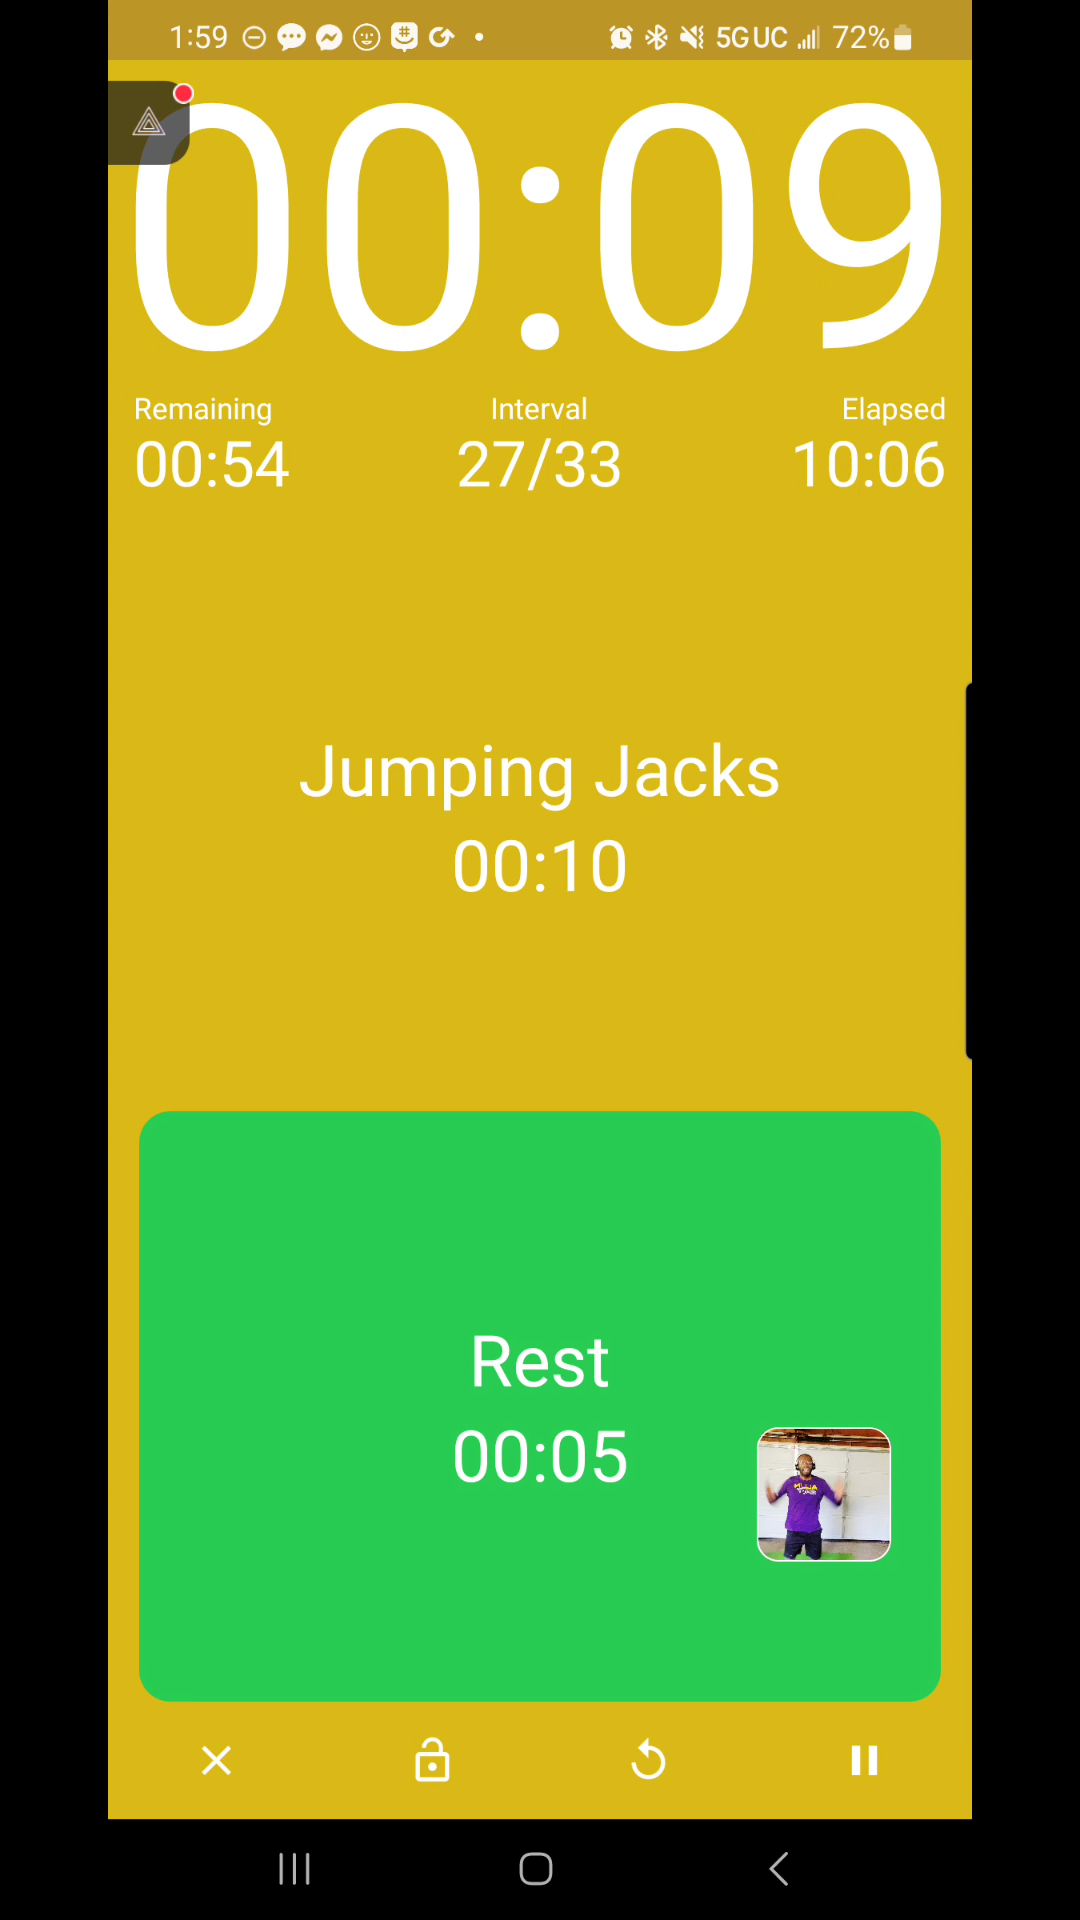 1:59 5G UC 72%
00:09
Remaining Interval Elapsed
00:54 27/33 10:06
Jumping Jacks
00:10
Rest
00:05